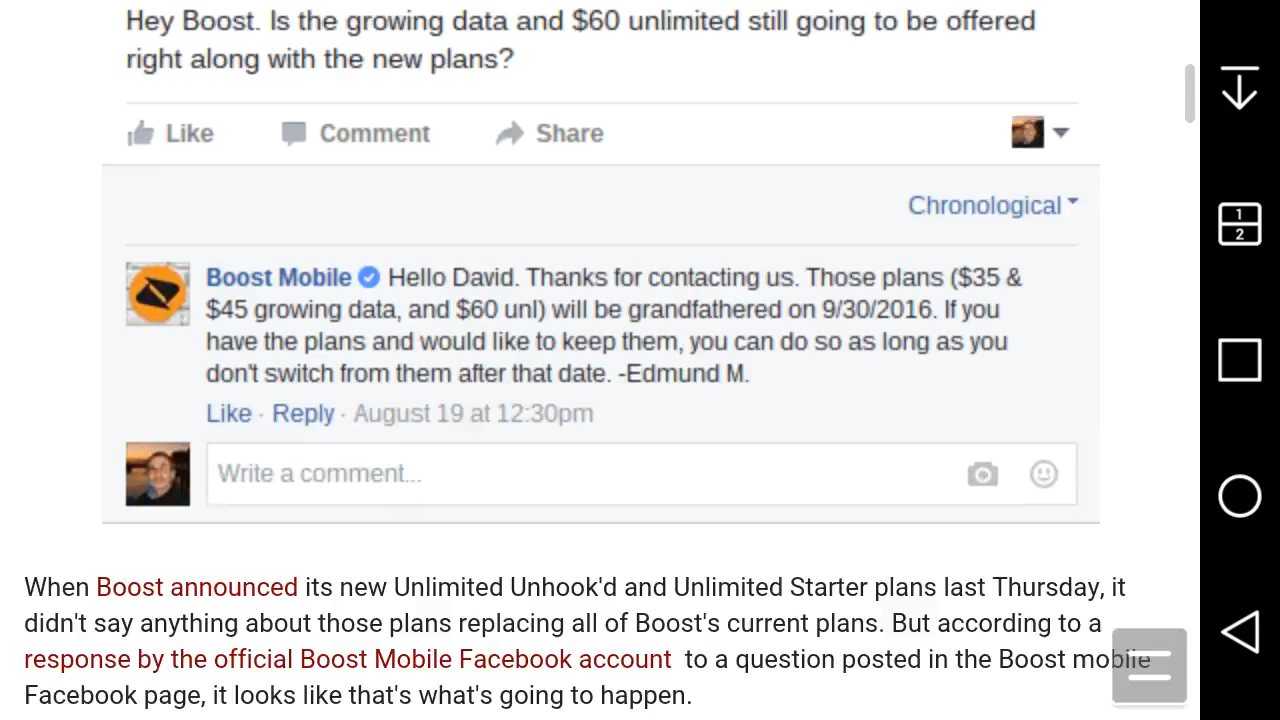 Hey Boost. Is the growing data and $60 unlimited still going to be offered
right along with the new plans?
Like Comment Share
Chronological
Boost Mobile Hello David. Thanks for contacting us. Those plans ($35 &
$45 growing data, and $60 unl) will be grandfathered on 9/30/2016. If you
have the plans and would like to keep them, you can do so as long as you
don't switch from them after that date. -Edmund M.
Like · Reply · August 19 at 12:30pm
Write a comment...
When Boost announced its new Unlimited Unhook'd and Unlimited Starter plans last Thursday, it
didn't say anything about those plans replacing all of Boost's current plans. But according to a
response by the official Boost Mobile Facebook account to a question posted in the Boost mobile
Facebook page, it looks like that's what's going to happen.
1
2